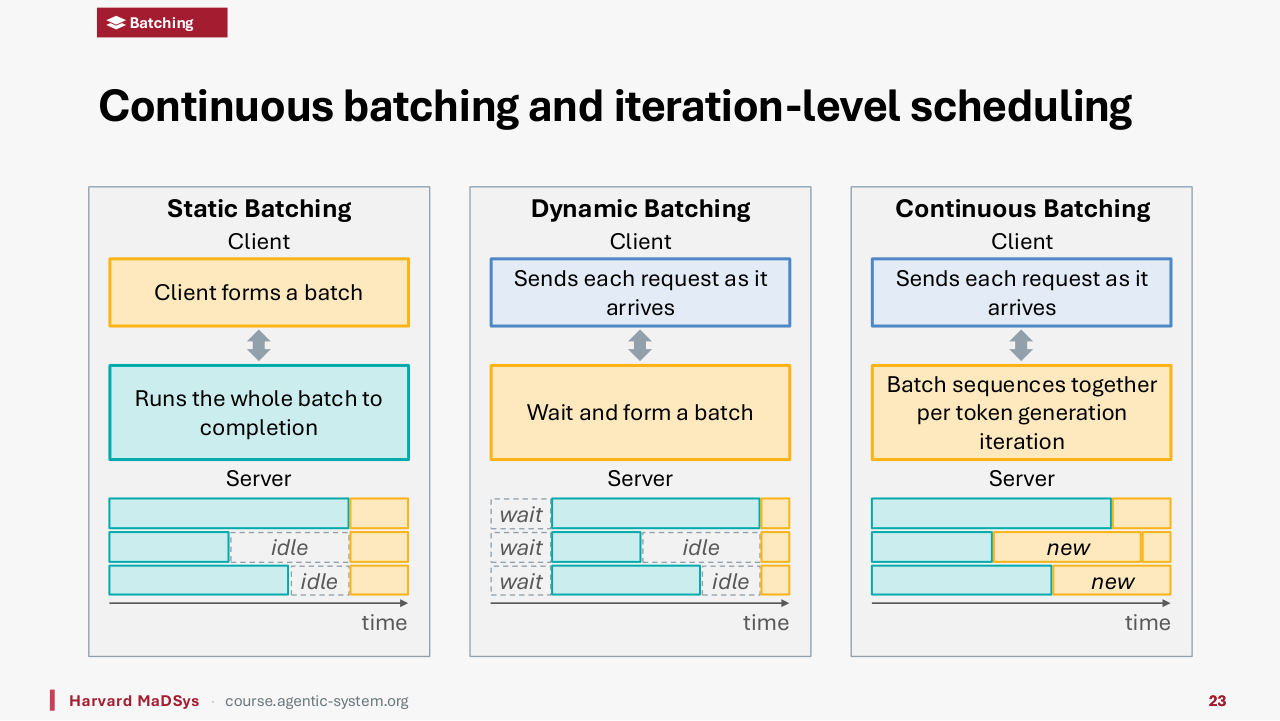 Batching
Continuous batching and iteration-level scheduling
Static Batching
Client
Client forms a batch
Runs the whole batch to
completion
Server
idle
idle
time
Dynamic Batching
Client
Sends each request as it
arrives
Wait and form a batch
Server
wait
wait
idle
wait
idle
time
Continuous Batching
Client
Sends each request as it
arrives
Batch sequences together
per token generation
iteration
Server
new
new
time
Harvard MaDSys · course.agentic-system.org
23